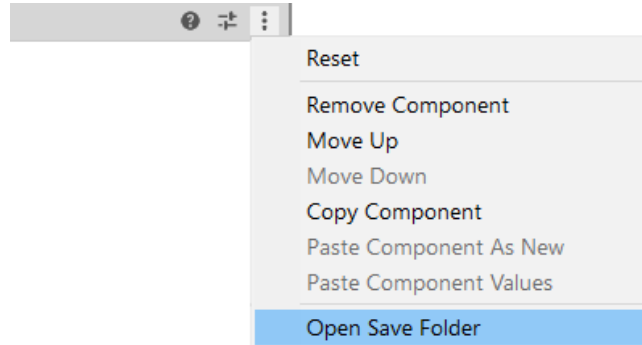 Reset
Remove Component
Move Up
Move Down
Copy Component
Paste Component As New
Paste Component Values
Open Save Folder